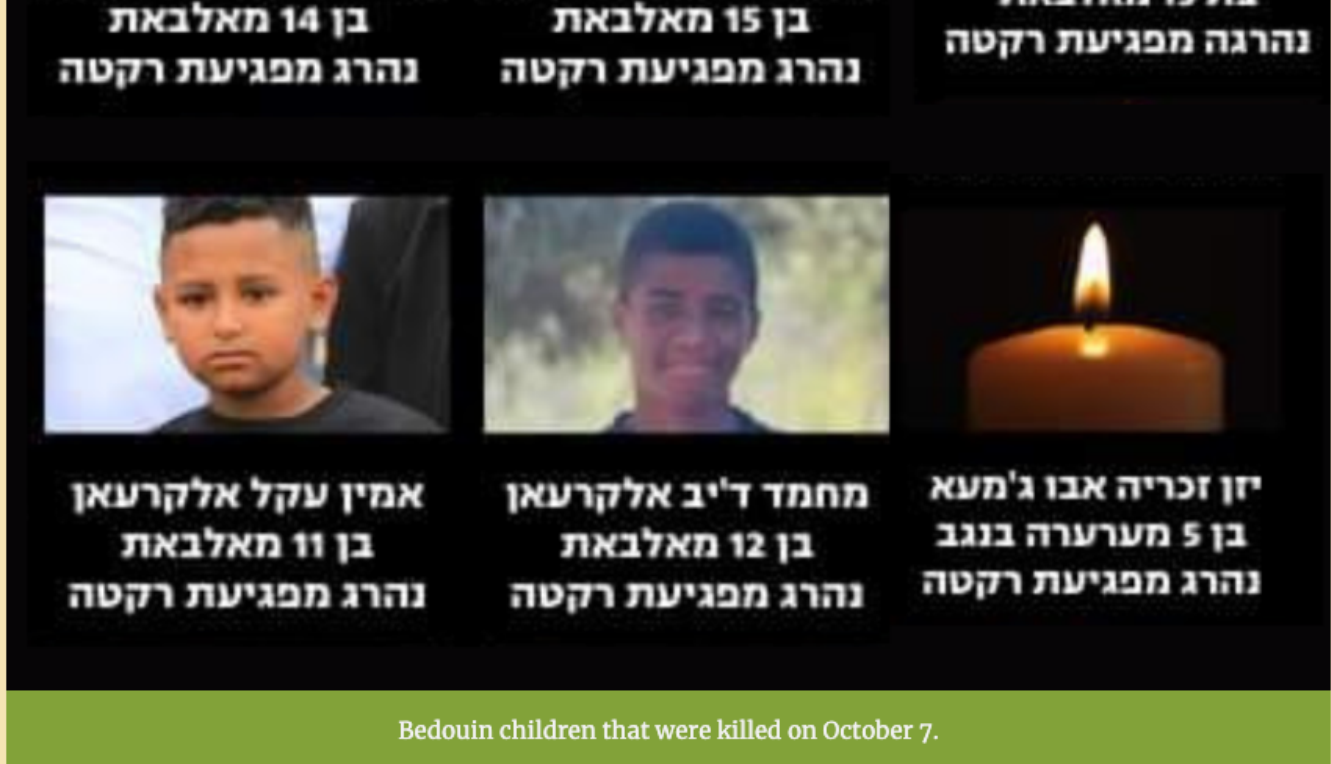 נהרגה מפגיעת רקטה
בן 15 מאלבאת
נהרג מפגיעת רקטה
בן 14 מאלבאת
נהרג מפגיעת רקטה
יזן זכריה אבו ג'מעא
בן 5 מערערה בנגב
נהרג מפגיעת רקטה
מחמד ד'יב אלקרעאן
בן 12 מאלבאת
נהרג מפגיעת רקטה
אמין עקל אלקרעאן
בן 11 מאלבאת
נהרג מפגיעת רקטה
Bedouin children that were killed on October 7.